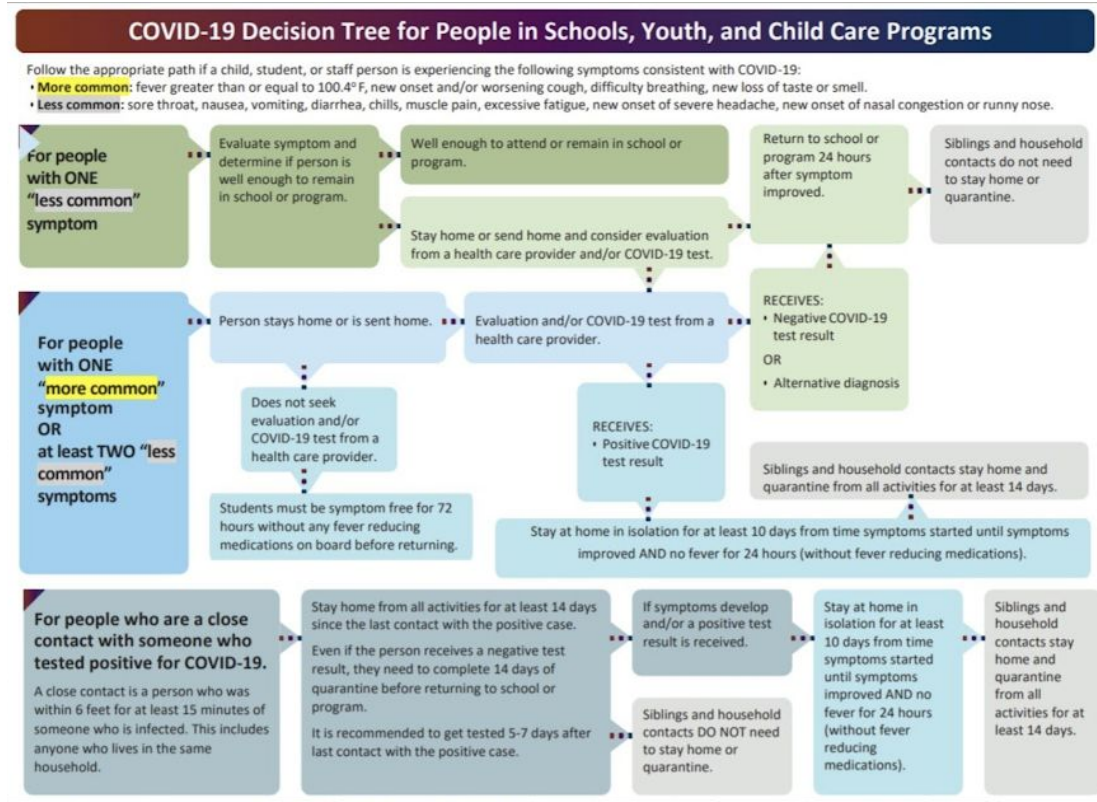 COVID-19 Decision Tree for People in Schools, Youth, and Child Care Programs
Follow the appropriate path if a child, student, or staff person is experiencing the following symptoms consistent with COVID-19:
• More common: fever greater than or equal to 100.4° F, new onset and/or worsening cough, difficulty breathing, new loss of taste or smell.
• Less common: sore throat, nausea, vomiting, diarrhea, chills, muscle pain, excessive fatigue, new onset of severe headache, new onset of nasal congestion or runny nose.
For people
with ONE
“less common”
symptom
Evaluate symptom and
determine if person is
well enough to remain
in school or program.
Well enough to attend or remain in school or
program.
Stay home or send home and consider evaluation
from a health care provider and/or COVID-19 test.
Return to school or
program 24 hours
after symptom
improved.
Siblings and household
contacts do not need
to stay home or
quarantine.
For people
with ONE
“more common”
symptom
OR
at least TWO “less
common”
symptoms
Person stays home or is sent home.
Evaluation and/or COVID-19 test from a
health care provider.
RECEIVES:
• Negative COVID-19
test result
OR
• Alternative diagnosis
Does not seek
evaluation and/or
COVID-19 test from a
health care provider.
Students must be symptom free for 72
hours without any fever reducing
medications on board before returning.
RECEIVES:
• Positive COVID-19
test result
Siblings and household contacts stay home and
quarantine from all activities for at least 14 days.
Stay at home in isolation for at least 10 days from time symptoms started until symptoms
improved AND no fever for 24 hours (without fever reducing medications).
For people who are a close
contact with someone who
tested positive for COVID-19.
A close contact is a person who was
within 6 feet for at least 15 minutes of
someone who is infected. This includes
anyone who lives in the same
household.
Stay home from all activities for at least 14 days
since the last contact with the positive case.
Even if the person receives a negative test
result, they need to complete 14 days of
quarantine before returning to school or
program.
It is recommended to get tested 5-7 days after
last contact with the positive case.
If symptoms develop
and/or a positive test
result is received.
Siblings and household
contacts DO NOT need
to stay home or
quarantine.
Stay at home in
isolation for at least
10 days from time
symptoms started
until symptoms
improved AND no
fever for 24 hours
(without fever
reducing
medications).
Siblings and
household
contacts stay
home and
quarantine
from all
activities for at
least 14 days.